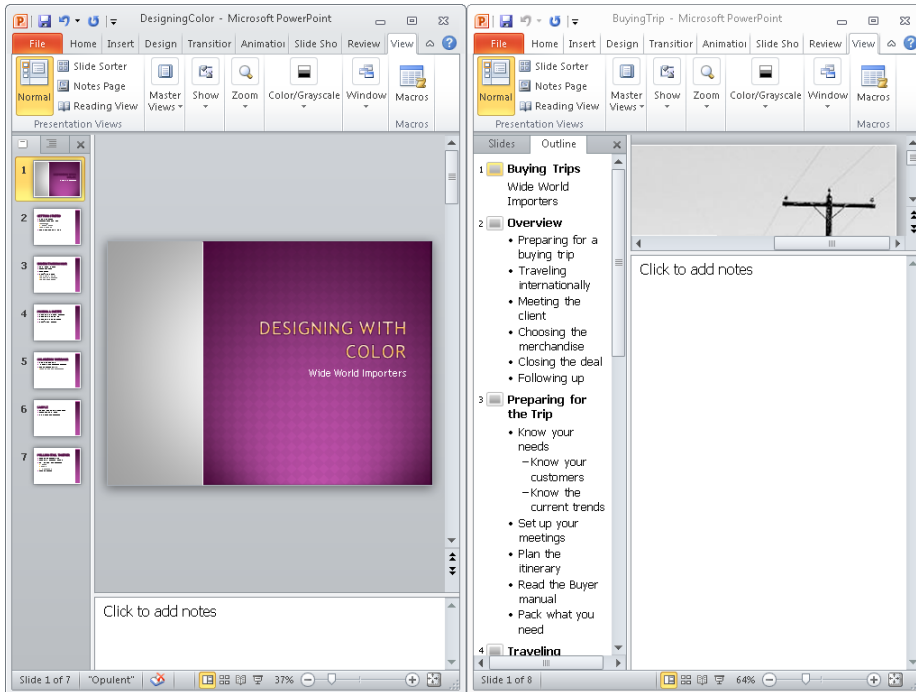 DesigningColor - Microsoft PowerPoint
File Home Insert Design Transition Animation Slide Sho Review View
Normal
Slide Sorter
Notes Page
Reading View
Master Views
Show
Zoom
Color/Grayscale
Window
Macros
Presentation Views
Macros
1
2
3
4
5
6
7
DESIGNING WITH
COLOR
Wide World Importers
Click to add notes
Slide 1 of 7 "Opulent" 37%
BuyingTrip - Microsoft PowerPoint
File Home Insert Design Transition Animation Slide Sho Review View
Normal
Slide Sorter
Notes Page
Reading View
Master Views
Show
Zoom
Color/Grayscale
Window
Macros
Presentation Views
Macros
Slides Outline
1 Buying Trips
Wide World
Importers
2 Overview
• Preparing for a
buying trip
• Traveling
internationally
• Meeting the
client
• Choosing the
merchandise
• Closing the deal
• Following up
3 Preparing for
the Trip
• Know your
needs
– Know your
customers
– Know the
current trends
• Set up your
meetings
• Plan the
itinerary
• Read the Buyer
manual
• Pack what you
need
4 Traveling
Click to add notes
Slide 1 of 8 64%